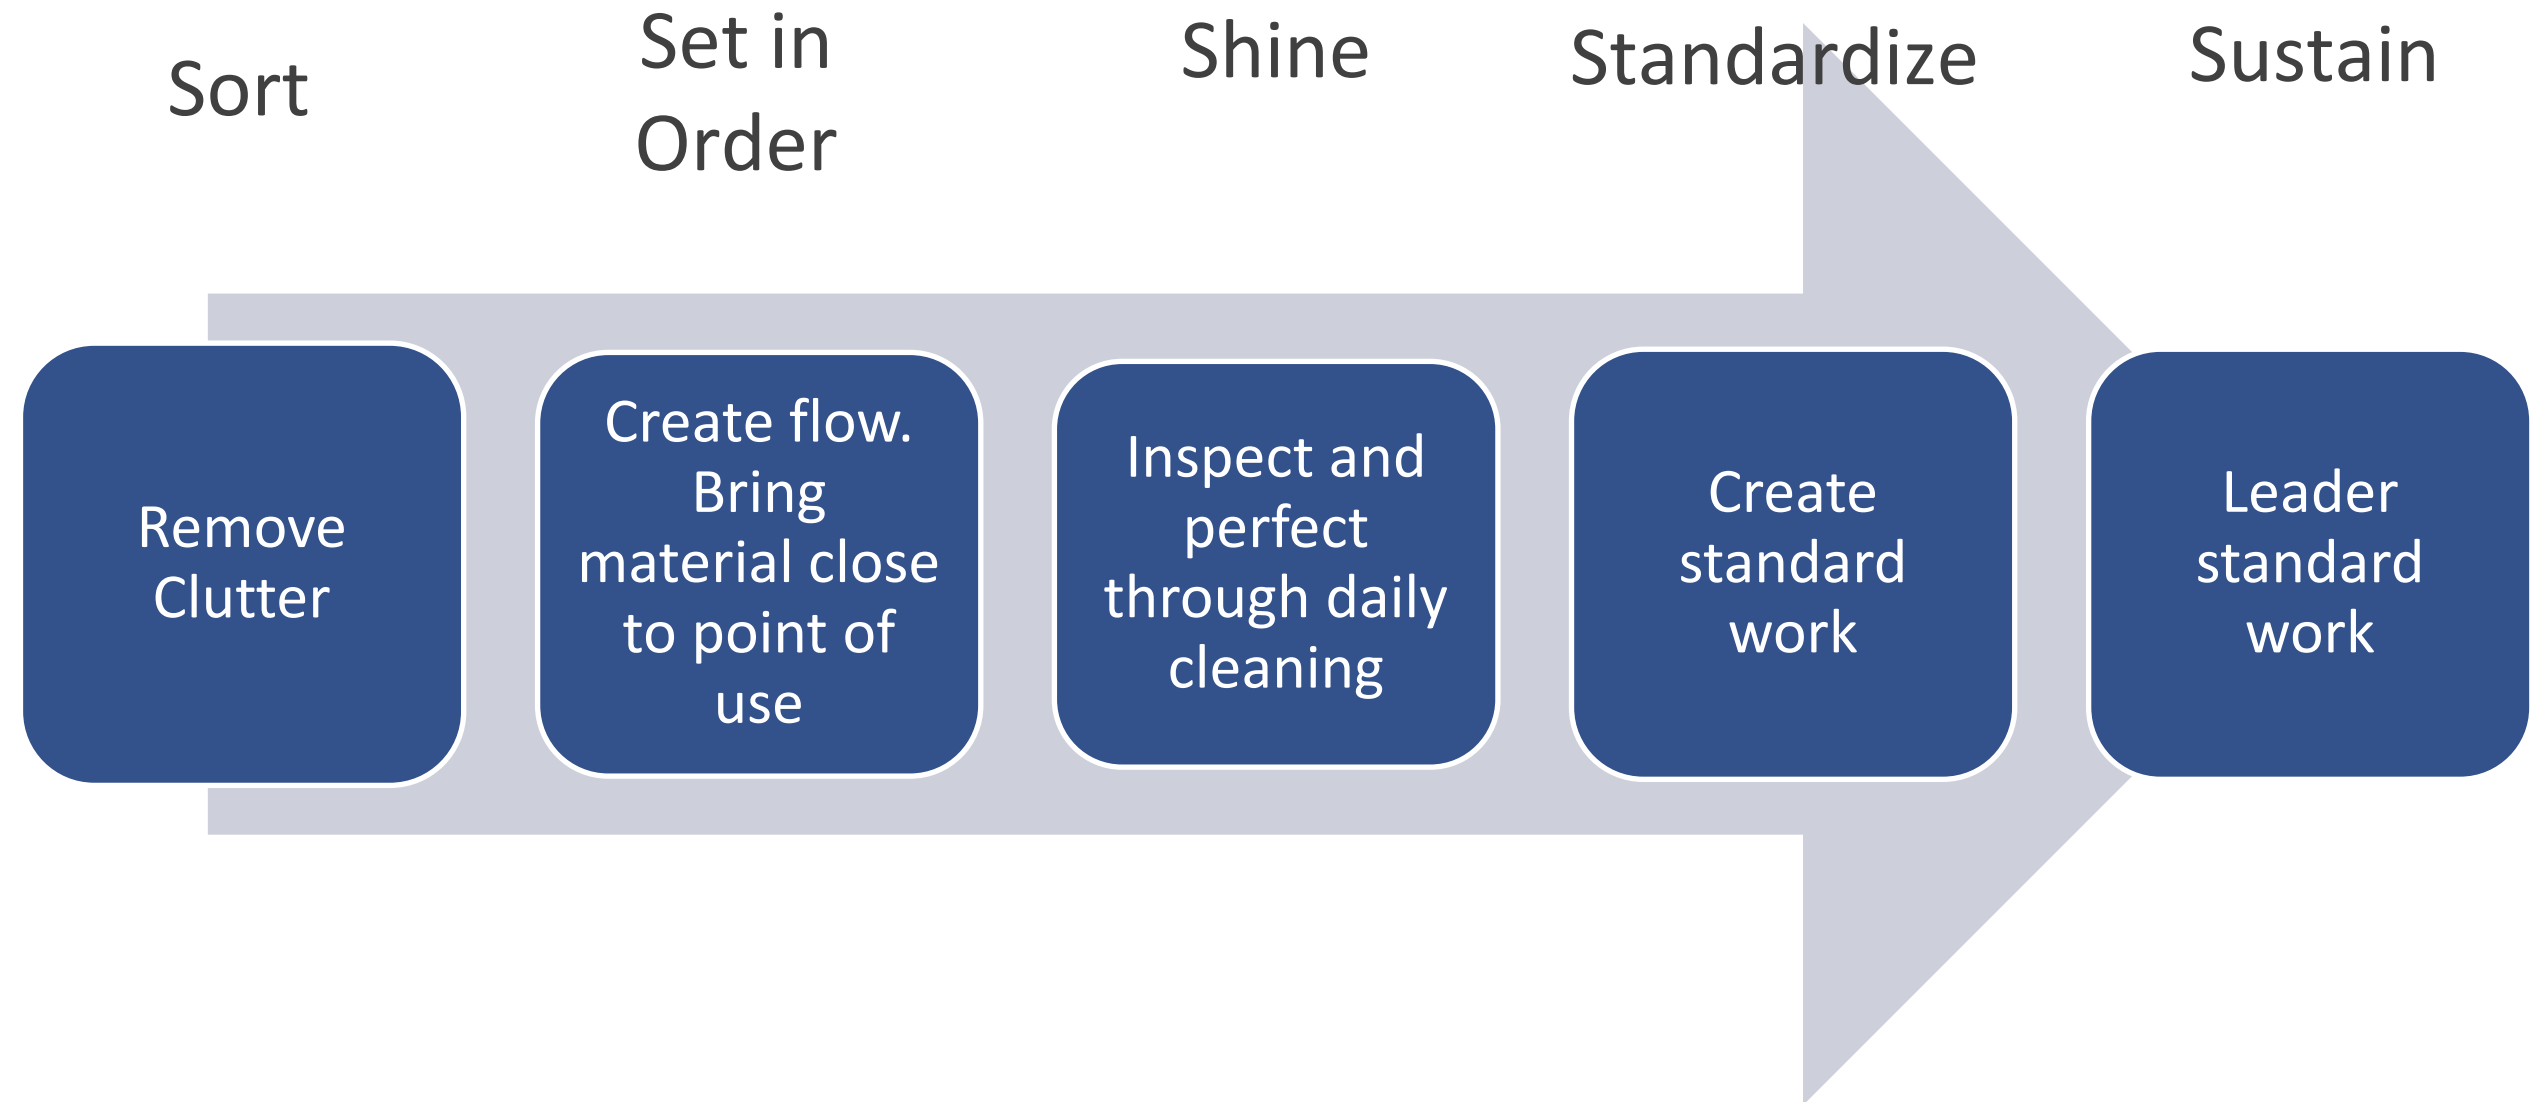 Sort
Set in
Order
Shine
Standardize
Sustain
Remove
Clutter
Create flow.
Bring
material close
to point of
use
Inspect and
perfect
through daily
cleaning
Create
standard
work
Leader
standard
work